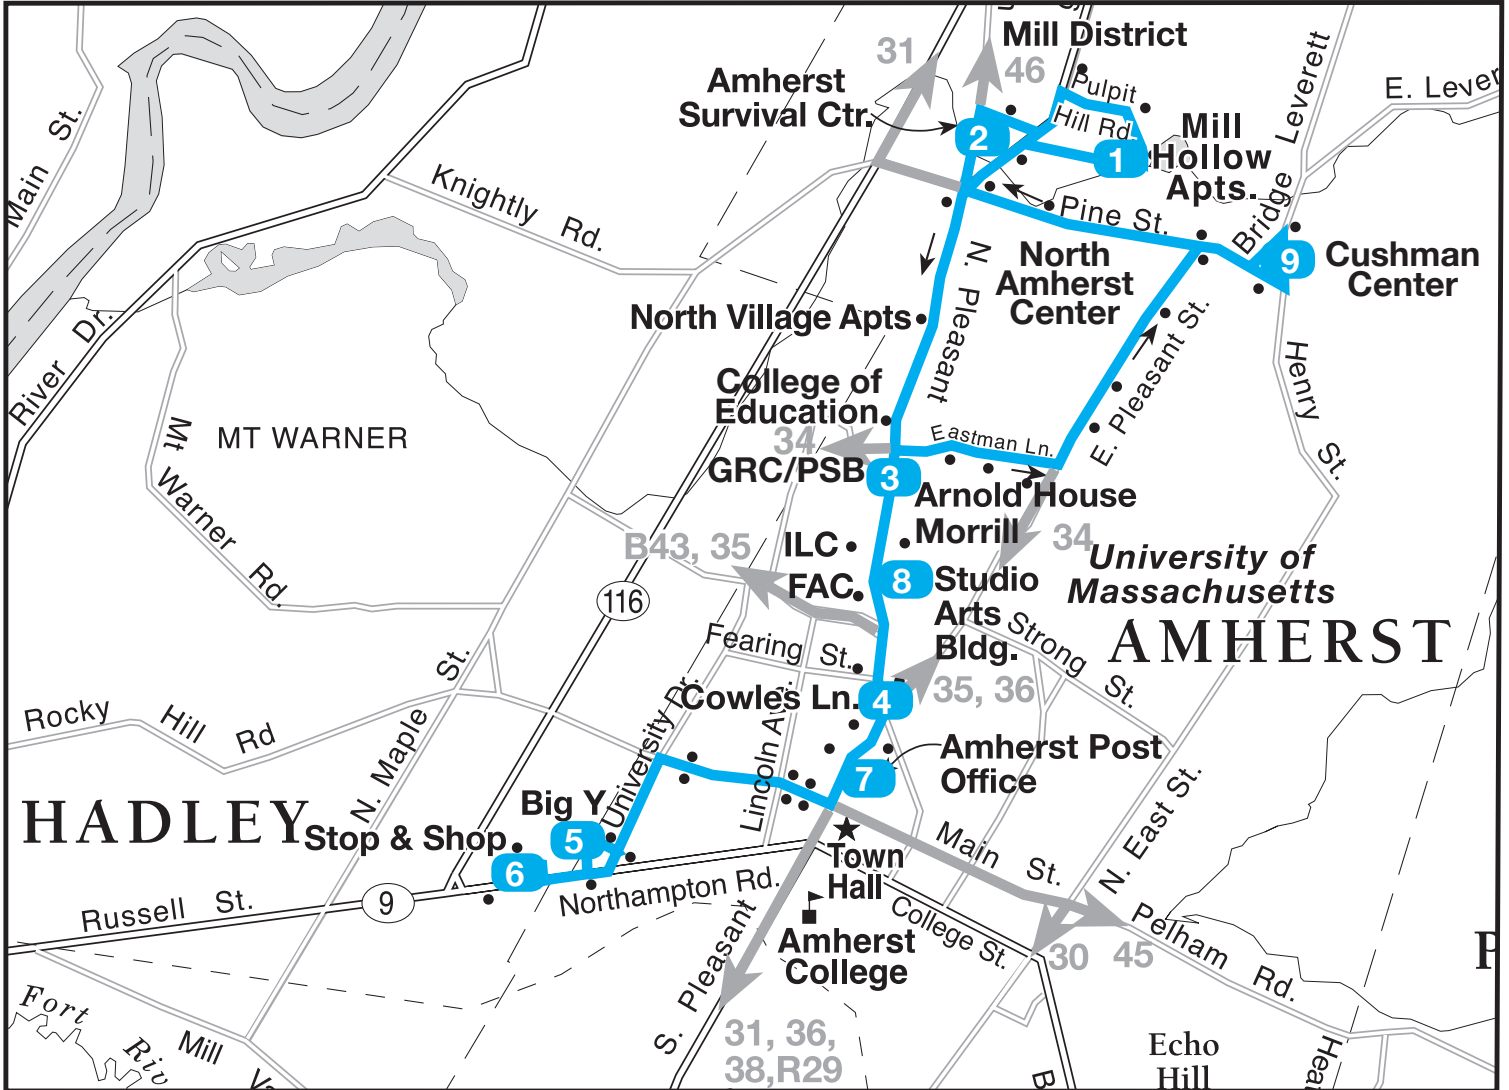 31
46
Mill District
Amherst
Survival Ctr.
Pulpit
Hill Rd.
E. Lever
Bridge Leverett
Main St.
2
1
Mill
Hollow
Apts.
Knightly Rd.
Pine St.
9
Cushman
Center
North
Amherst
Center
N. Pleasant
River Dr.
North Village Apts
E. Pleasant St.
Henry St.
College of
Education
34
Eastman Ln.
MT WARNER
Mt Warner Rd.
GRC/PSB
3
Arnold House
Morrill
34
B43, 35
ILC
FAC
8
Studio
Arts
Bldg.
University of
Massachusetts
AMHERST
116
Fearing St.
Strong St.
35, 36
Cowles Ln.
4
Rocky Hill Rd
N. Maple St.
University Dr.
Lincoln Ave.
7
Amherst Post
Office
HADLEY
Big Y
5
Stop & Shop
6
Town
Hall
Main St.
N. East St.
Russell St.
9
Northampton Rd.
College St.
Amherst
College
Pelham Rd.
30
45
S. Pleasant
31, 36,
38,R29
Fort
Riv
Mill
Va
Echo
Hill
Hea
B
P